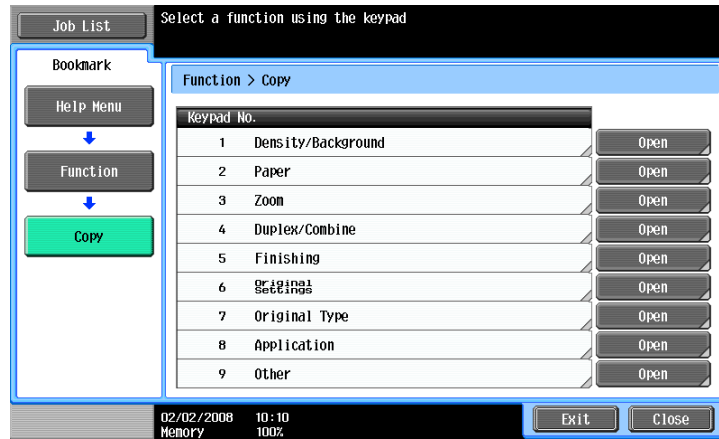 Job List
Select a function using the keypad
Bookmark
Help Menu
Function
Copy
Function > Copy
Keypad No.
1 Density/Background Open
2 Paper Open
3 Zoom Open
4 Duplex/Combine Open
5 Finishing Open
6 Original Settings Open
7 Original Type Open
8 Application Open
9 Other Open
02/02/2008 10:10
Memory 100%
Exit Close